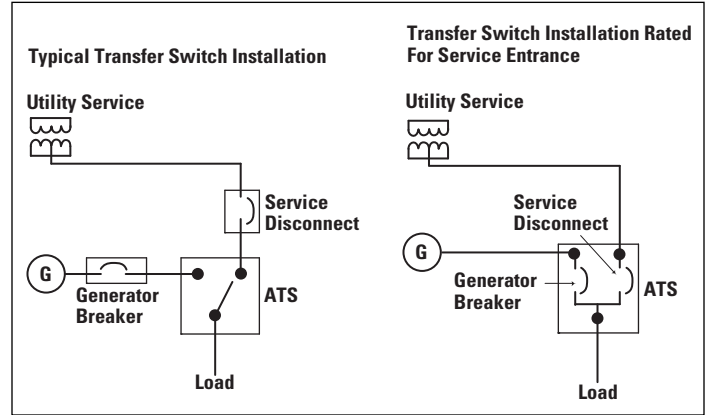 Typical Transfer Switch Installation
Utility Service
Service
Disconnect
G
Generator
Breaker
ATS
Load
Transfer Switch Installation Rated
For Service Entrance
Utility Service
Service
Disconnect
G
Generator
Breaker
ATS
Load